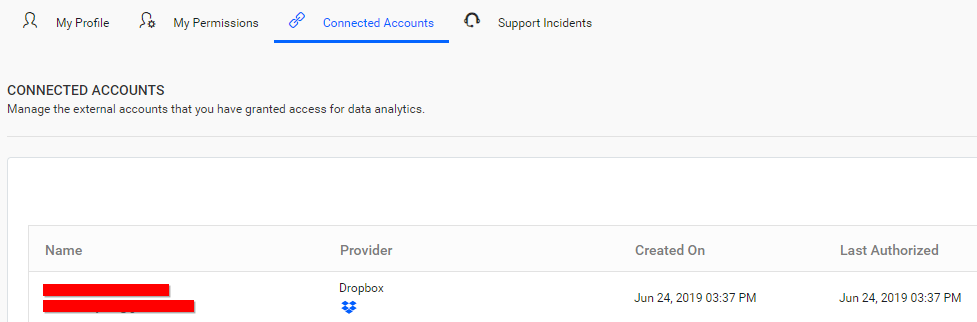 My Profile My Permissions Connected Accounts Support Incidents
CONNECTED ACCOUNTS
Manage the external accounts that you have granted access for data analytics.
Name Provider Created On Last Authorized
Dropbox
Jun 24, 2019 03:37 PM Jun 24, 2019 03:37 PM